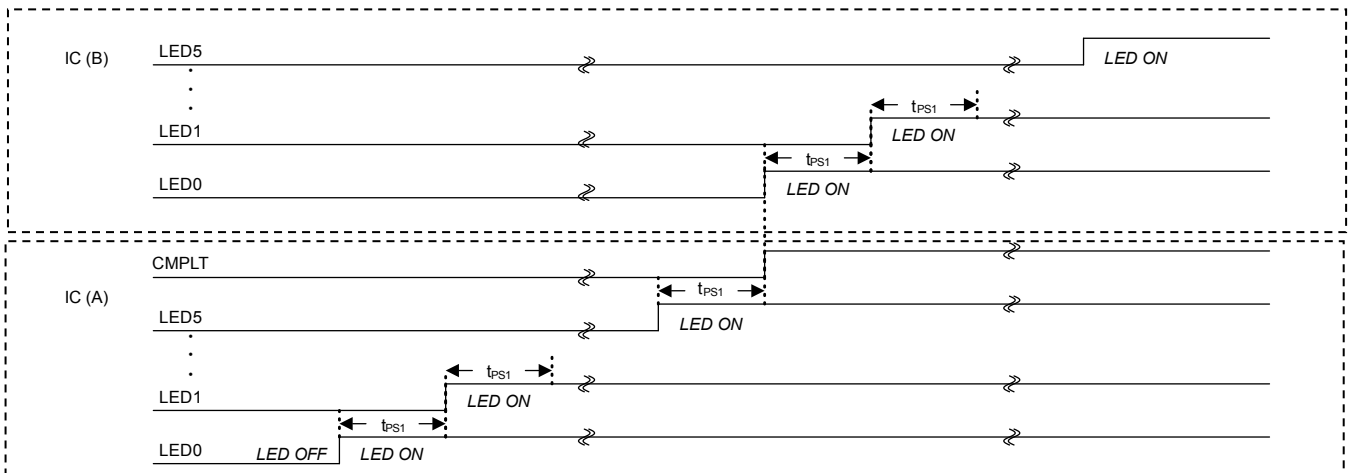 IC (B)
LED5
LED ON
.
.
.
tPS1
LED1
LED ON
tPS1
LED0
LED ON
IC (A)
CMPLT
tPS1
LED5
LED ON
.
.
.
tPS1
LED1
LED ON
tPS1
LED0
LED OFF
LED ON